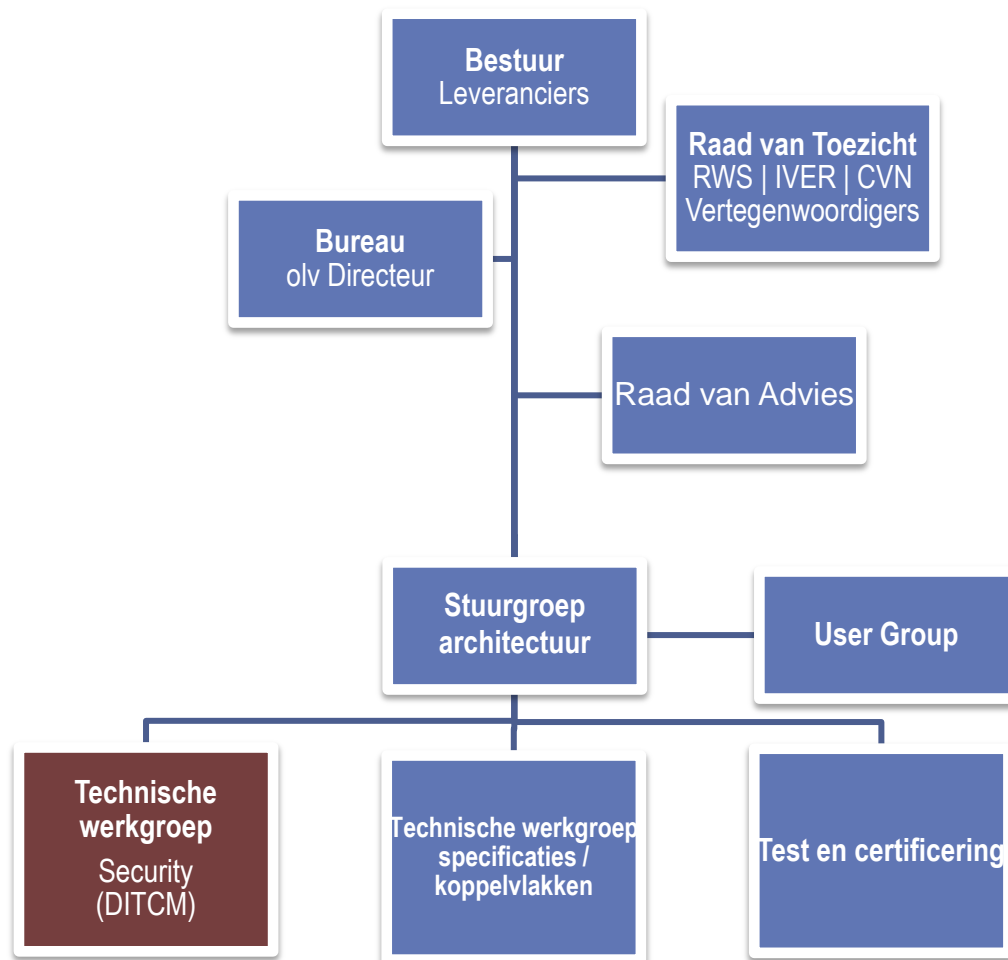 Bestuur
Leveranciers
Raad van Toezicht
RWS | IVER | CVN
Vertegenwoordigers
Bureau
olv Directeur
Raad van Advies
Stuurgroep
architectuur
User Group
Technische
werkgroep
Security
(DITCM)
Technische werkgroep
specificaties /
koppelvlakken
Test en certificering